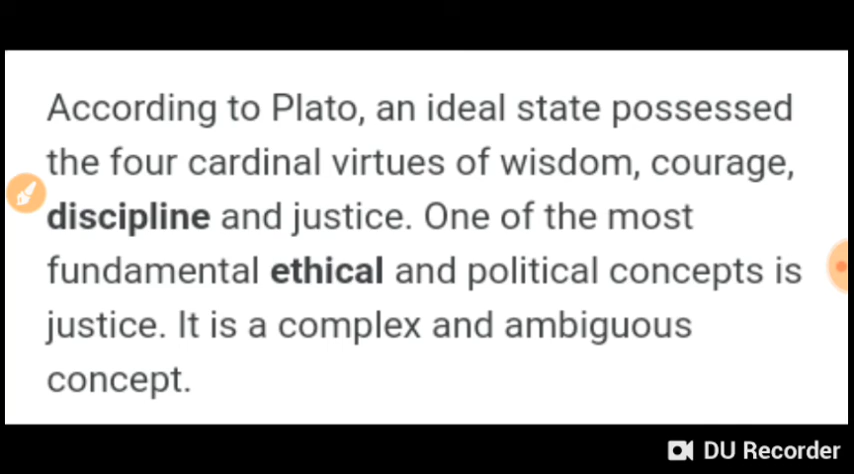 According to Plato, an ideal state possessed
the four cardinal virtues of wisdom, courage,
discipline and justice. One of the most
fundamental ethical and political concepts is
justice. It is a complex and ambiguous
concept.
DU Recorder